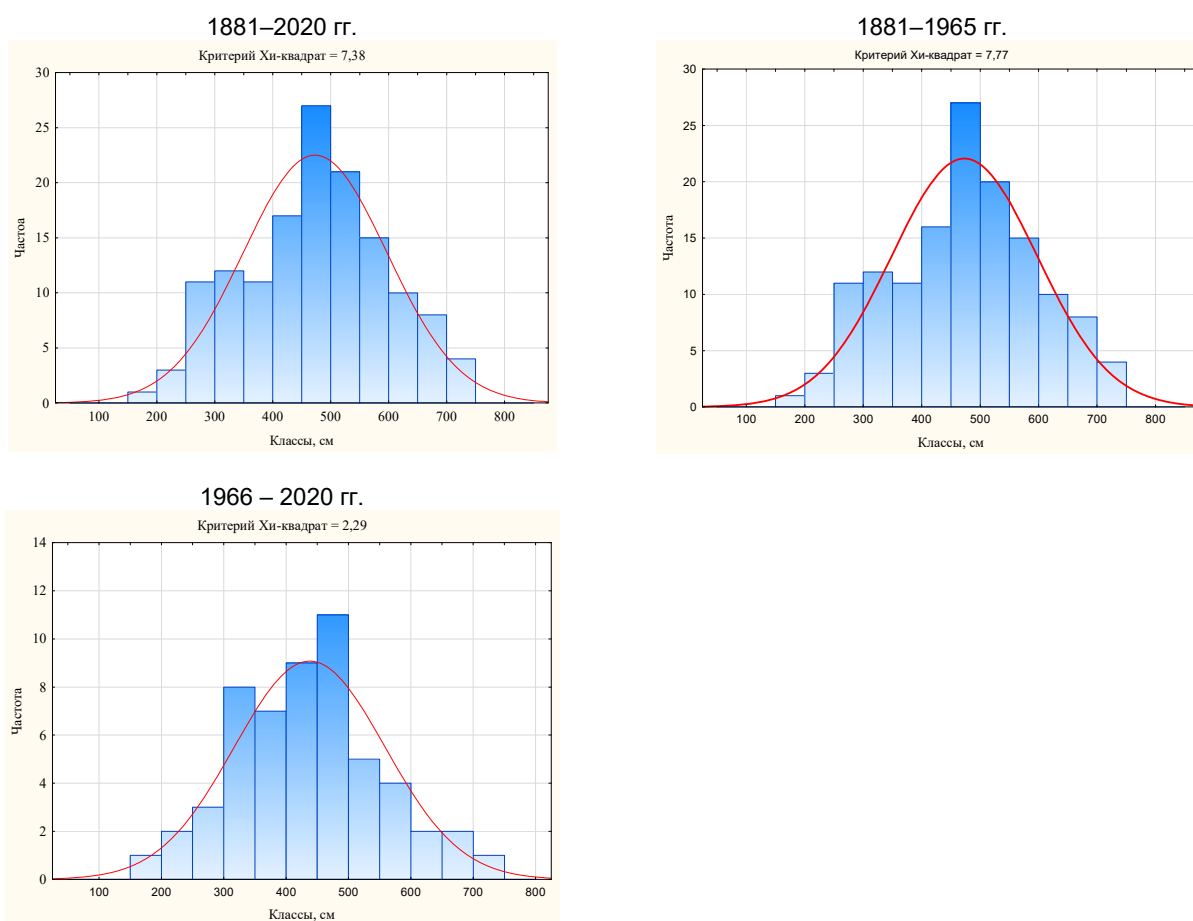 1881–2020 гг.
Критерий Хи-квадрат = 7,38
30
25
20
15
10
5
0
Частоа
100 200 300 400 500 600 700 800
Классы, см
1881–1965 гг.
Критерий Хи-квадрат = 7,77
30
25
20
15
10
5
0
Частота
100 200 300 400 500 600 700 800
Классы, см
1966 – 2020 гг.
Критерий Хи-квадрат = 2,29
14
12
10
8
6
4
2
0
Частота
100 200 300 400 500 600 700 800
Классы, см